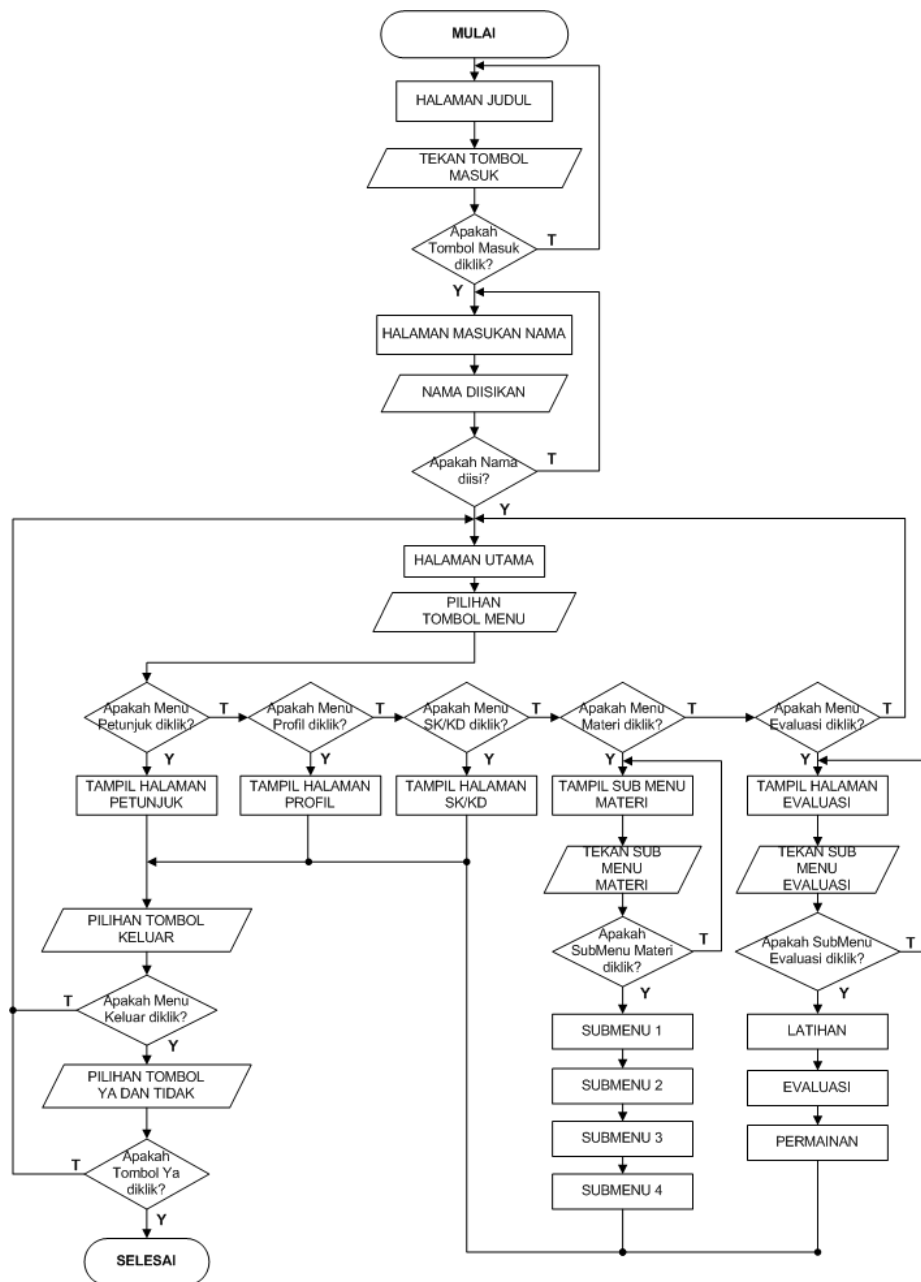 MULAI
HALAMAN JUDUL
TEKAN TOMBOL
MASUK
Apakah
Tombol Masuk
diklik?
T
Y
HALAMAN MASUKAN NAMA
NAMA DIISIKAN
Apakah Nama
diisi?
T
Y
HALAMAN UTAMA
PILIHAN
TOMBOL MENU
Apakah Menu
Petunjuk diklik?
T
Apakah Menu
Profil diklik?
T
Apakah Menu
SK/KD diklik?
T
Apakah Menu
Materi diklik?
T
Apakah Menu
Evaluasi diklik?
T
Y
Y
Y
Y
Y
TAMPIL HALAMAN
PETUNJUK
TAMPIL HALAMAN
PROFIL
TAMPIL HALAMAN
SK/KD
TAMPIL SUB MENU
MATERI
TAMPIL HALAMAN
EVALUASI
TEKAN SUB
MENU
MATERI
TEKAN SUB
MENU
EVALUASI
PILIHAN TOMBOL
KELUAR
Apakah
SubMenu Materi
diklik?
T
Apakah SubMenu
Evaluasi diklik?
T
Apakah Menu
Keluar diklik?
T
Y
Y
Y
SUBMENU 1
LATIHAN
PILIHAN TOMBOL
YA DAN TIDAK
SUBMENU 2
EVALUASI
SUBMENU 3
PERMAINAN
Apakah
Tombol Ya
diklik?
T
Y
SUBMENU 4
SELESAI